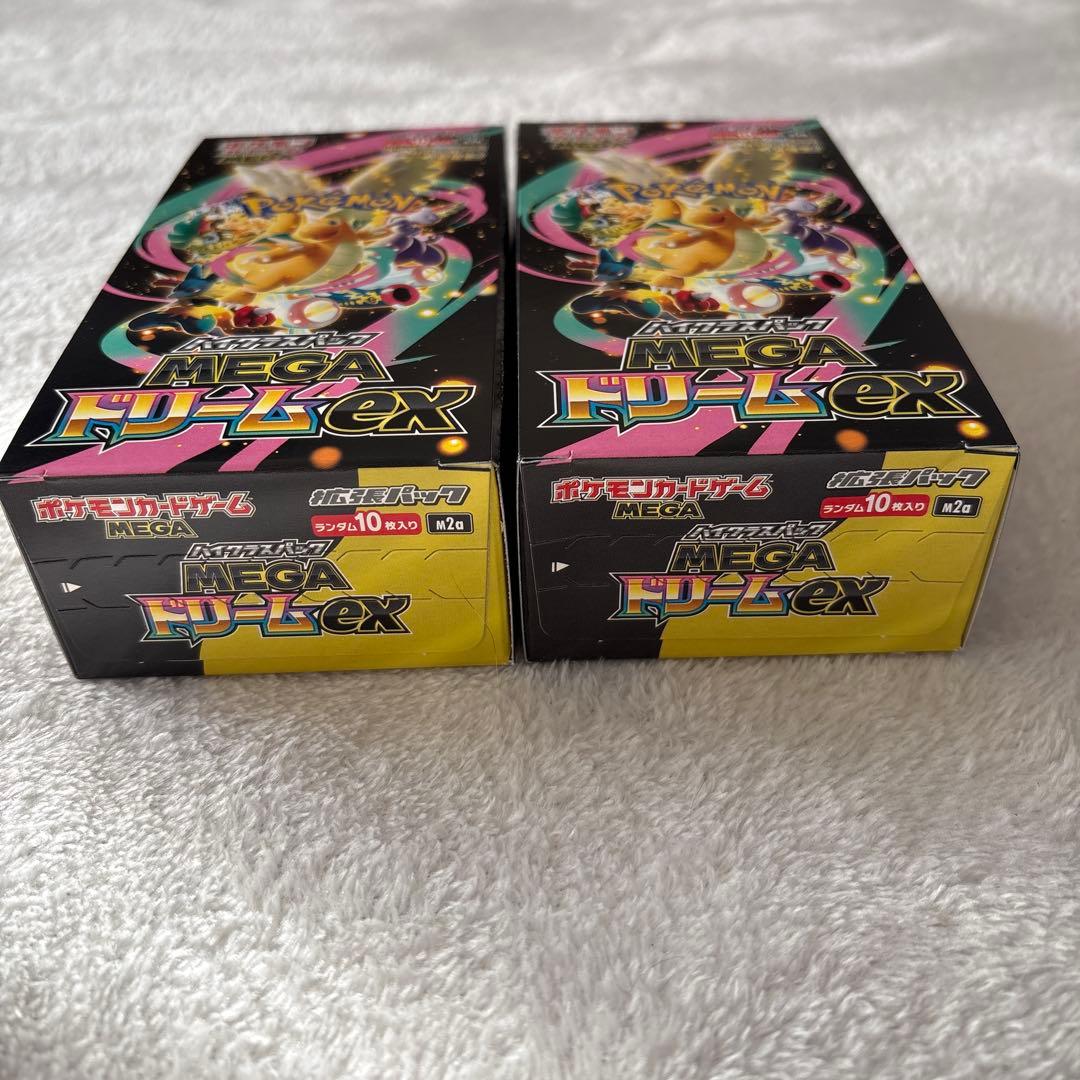 POKÉMON
ハイクラスパック
MEGA
ドリームex
ポケモンカードゲーム
MEGA
拡張パック
ランダム10枚入り
M2a
ハイクラスパック
MEGA
ドリームex
POKÉMON
ハイクラスパック
MEGA
ドリームex
ポケモンカードゲーム
MEGA
拡張パック
ランダム10枚入り
M2a
ハイクラスパック
MEGA
ドリームex